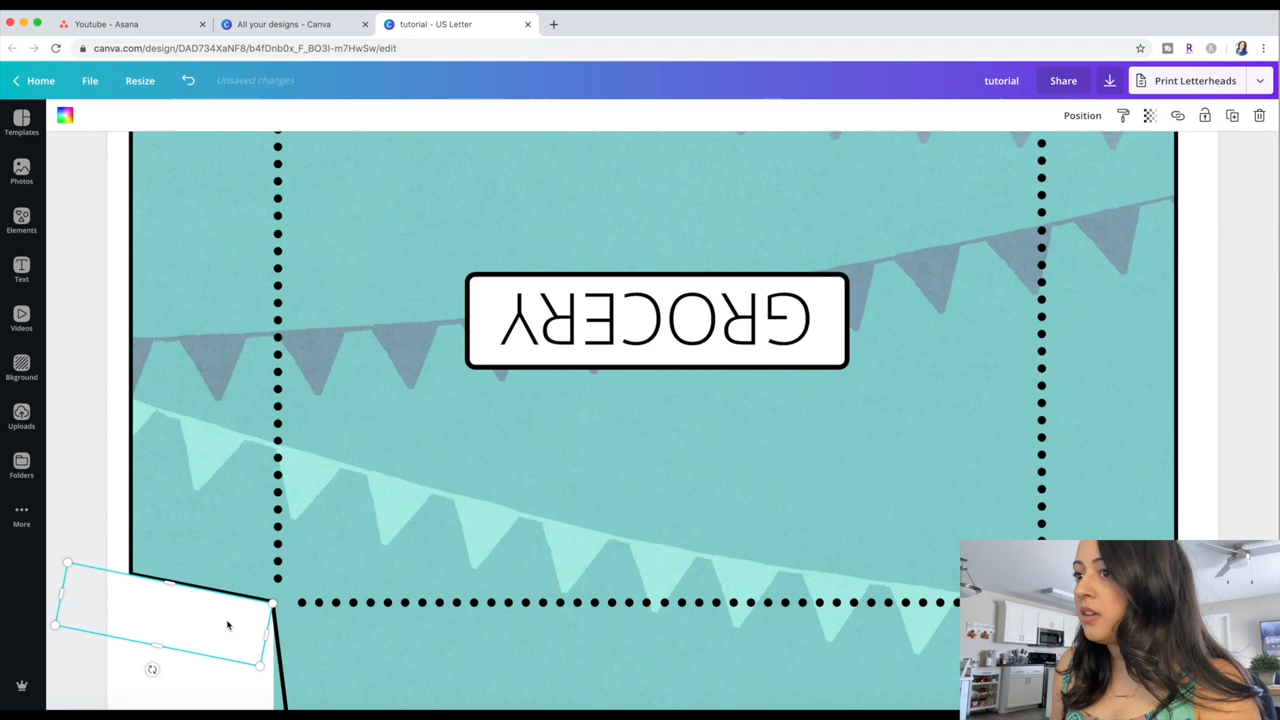 Youtube - Asana
All your designs - Canva
tutorial - US Letter
canva.com/design/DAD734XaNF8/b4fDnb0x_F_BO3I-m7HwSw/edit
Home
File
Resize
Unsaved changes
tutorial
Share
Print Letterheads
Position
Templates
Photos
Elements
Text
Videos
Bkground
Uploads
Folders
More
GROCERY